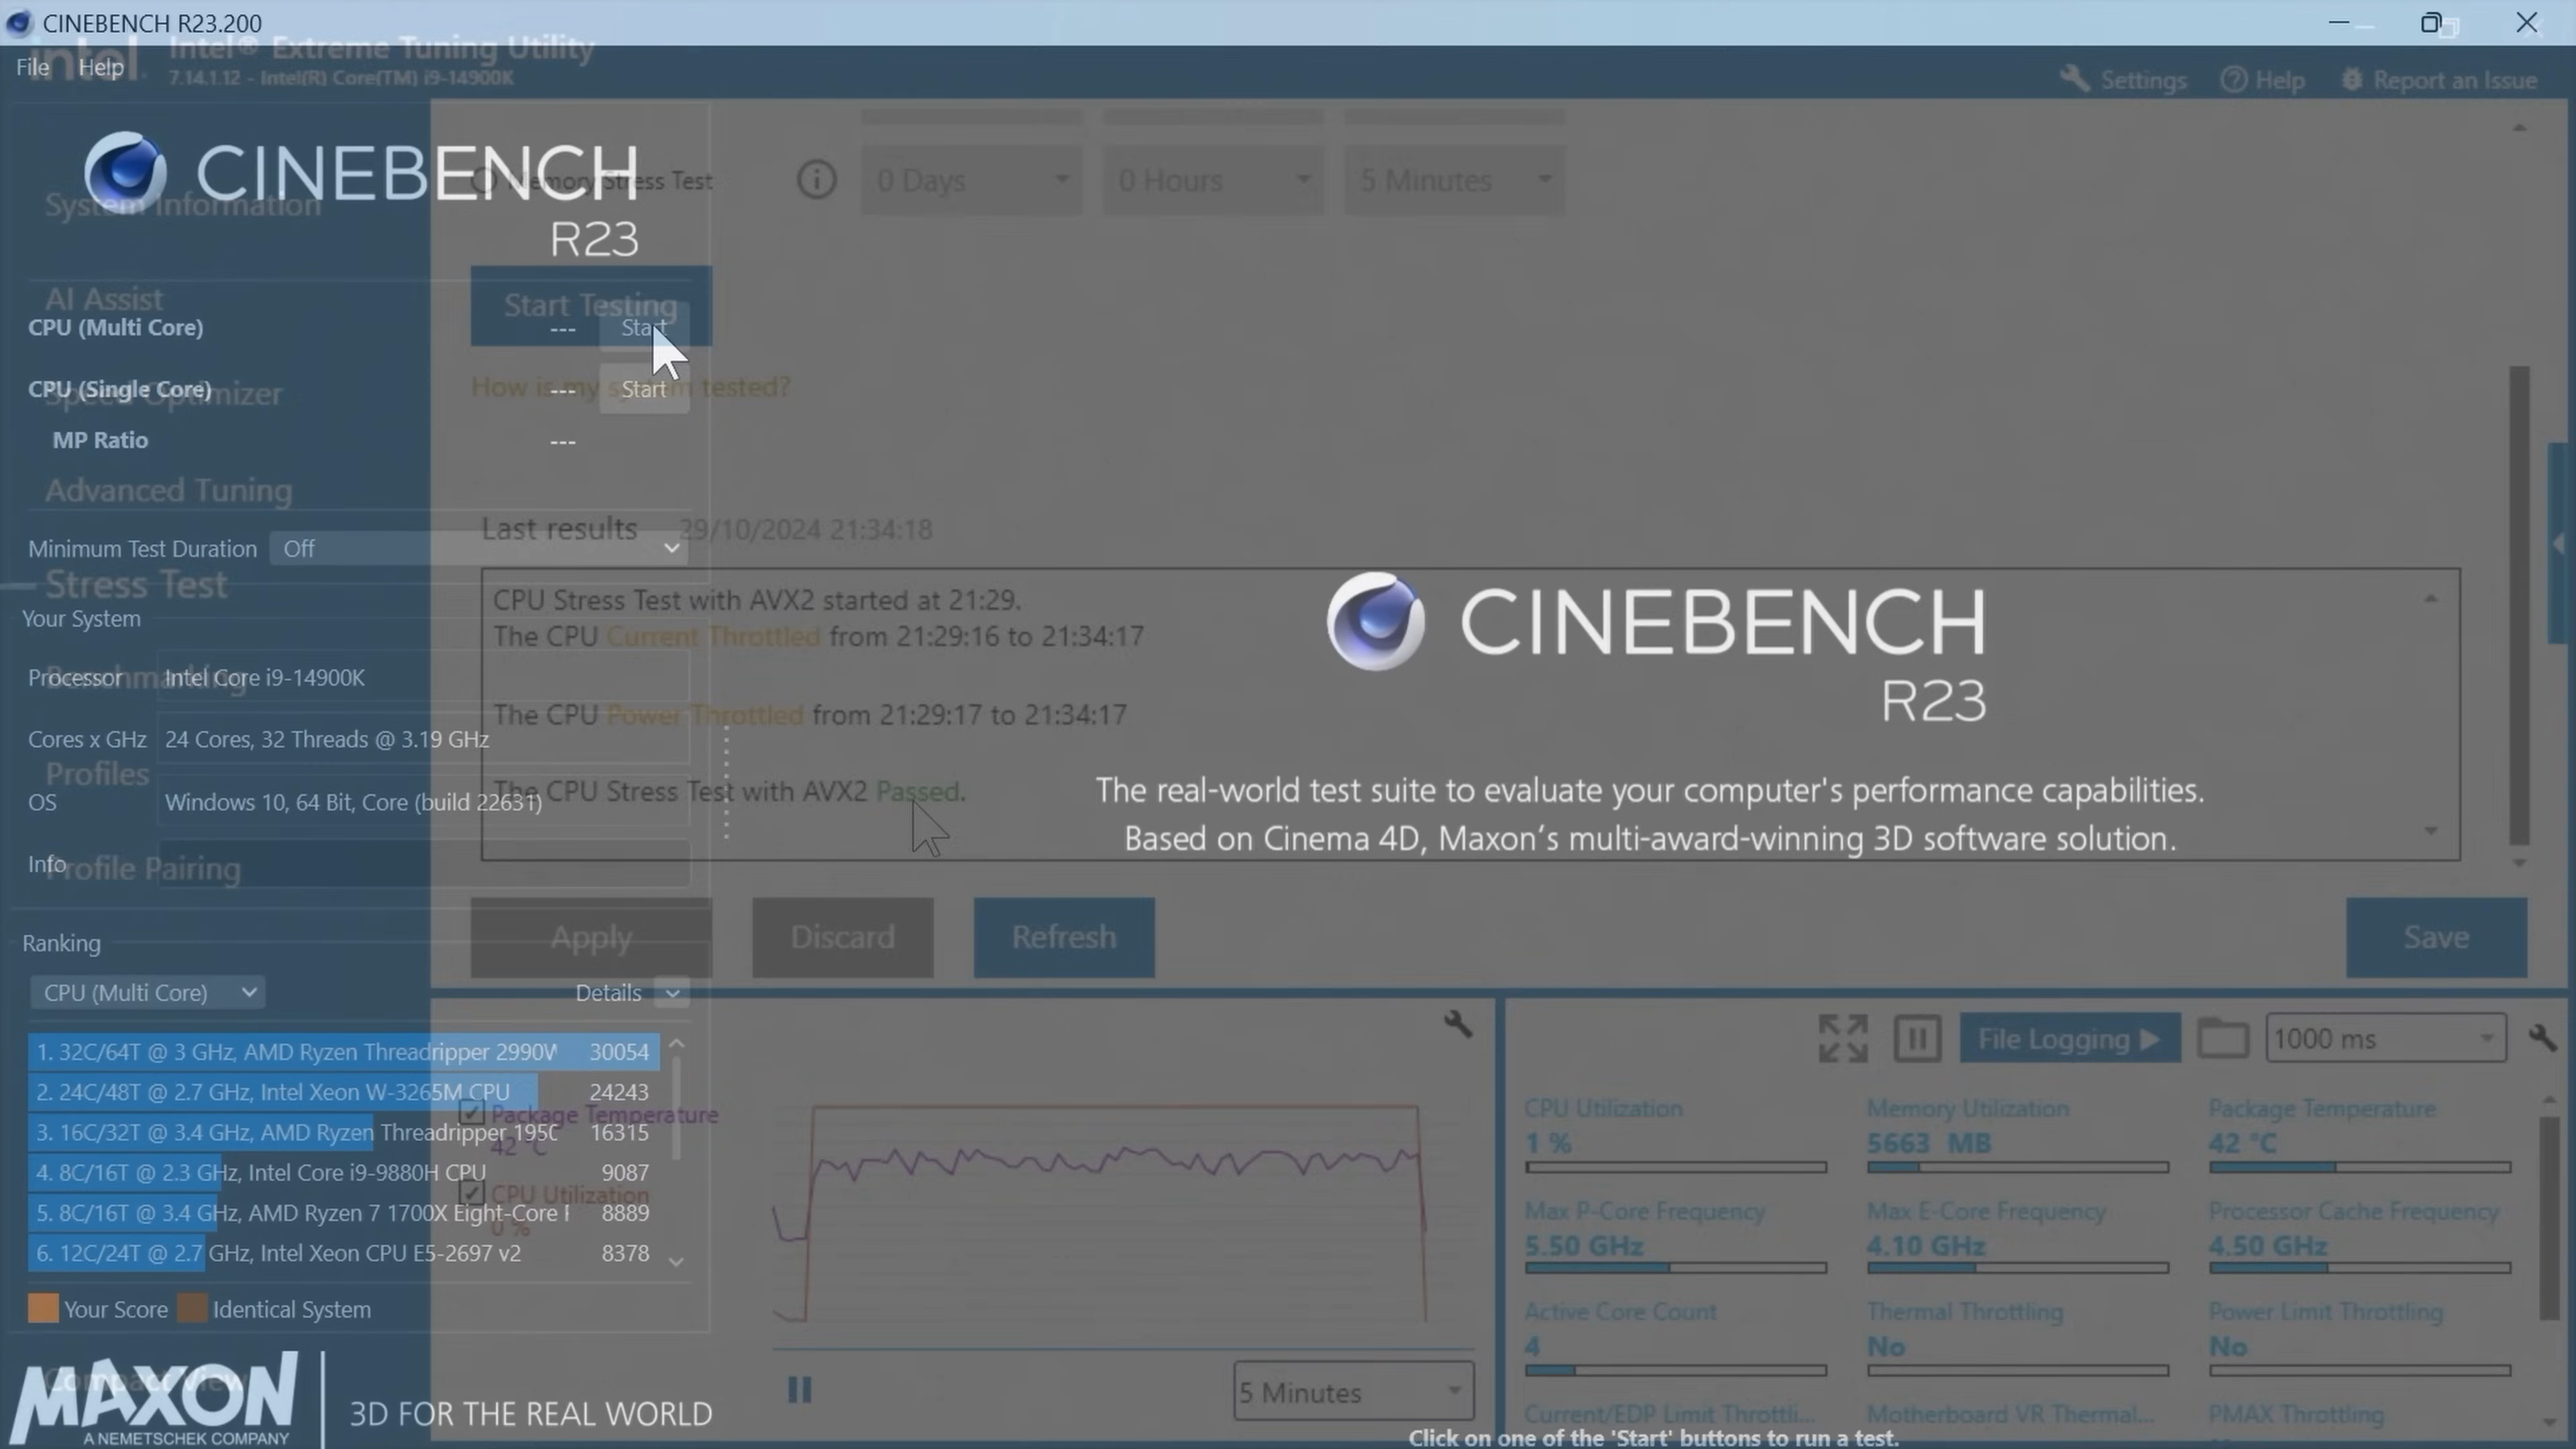 CINEBENCH R23.200
intel. Intel® Extreme Tuning Utility
7.14.1.12 - Intel(R) Core(TM) i9-14900K
File Help
Settings Help Report an Issue
CINEBENCH
R23
Memory Stress Test 0 Days 0 Hours 5 Minutes
System Information
Start Testing
AI Assist
CPU (Multi Core) --- Start
How is my system tested?
CPU (Single Core) --- Start
Speed Optimizer
MP Ratio ---
Advanced Tuning
Last results 29/10/2024 21:34:18
Minimum Test Duration Off
Stress Test
Your System
CPU Stress Test with AVX2 started at 21:29.
The CPU Current Throttled from 21:29:16 to 21:34:17
The CPU Power Throttled from 21:29:17 to 21:34:17
The CPU Stress Test with AVX2 Passed.
CINEBENCH
R23
The real-world test suite to evaluate your computer's performance capabilities.
Based on Cinema 4D, Maxon's multi-award-winning 3D software solution.
Processor Intel Core i9-14900K
Benchmarking
Cores x GHz 24 Cores, 32 Threads @ 3.19 GHz
Profiles
OS Windows 10, 64 Bit, Core (build 22631)
Info
Profile Pairing
Apply Discard Refresh Save
Ranking
CPU (Multi Core) Details
1. 32C/64T @ 3 GHz, AMD Ryzen Threadripper 2990W 30054
2. 24C/48T @ 2.7 GHz, Intel Xeon W-3265M CPU 24243
3. 16C/32T @ 3.4 GHz, AMD Ryzen Threadripper 195 16315
4. 8C/16T @ 2.3 GHz, Intel Core i9-9880H CPU 9087
5. 8C/16T @ 3.4 GHz, AMD Ryzen 7 1700X Eight-Core 8889
6. 12C/24T @ 2.7 GHz, Intel Xeon CPU E5-2697 v2 8378
Your Score Identical System
Package Temperature
42 °C
CPU Utilization
0 %
5 Minutes
File Logging 1000 ms
CPU Utilization Memory Utilization Package Temperature
1 % 5663 MB 42 °C
Max P-Core Frequency Max E-Core Frequency Processor Cache Frequency
5.50 GHz 4.10 GHz 4.50 GHz
Active Core Count Thermal Throttling Power Limit Throttling
4 No No
Current/EDP Limit Throttli... Motherboard VR Thermal... PMAX Throttling
Compact View
MAXON
A NEMETSCHEK COMPANY
3D FOR THE REAL WORLD
Click on one of the 'Start' buttons to run a test.